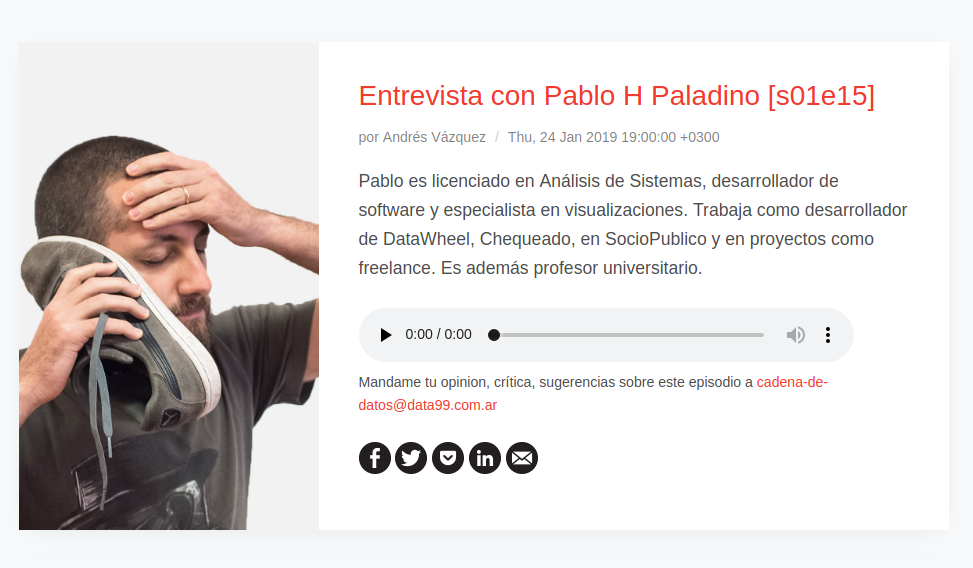 Entrevista con Pablo H Paladino [s01e15]
por Andrés Vázquez / Thu, 24 Jan 2019 19:00:00 +0300
Pablo es licenciado en Análisis de Sistemas, desarrollador de
software y especialista en visualizaciones. Trabaja como desarrollador
de DataWheel, Chequeado, en SocioPublico y en proyectos como
freelance. Es además profesor universitario.
0:00 / 0:00
Mandame tu opinion, crítica, sugerencias sobre este episodio a cadena-de-
datos@data99.com.ar